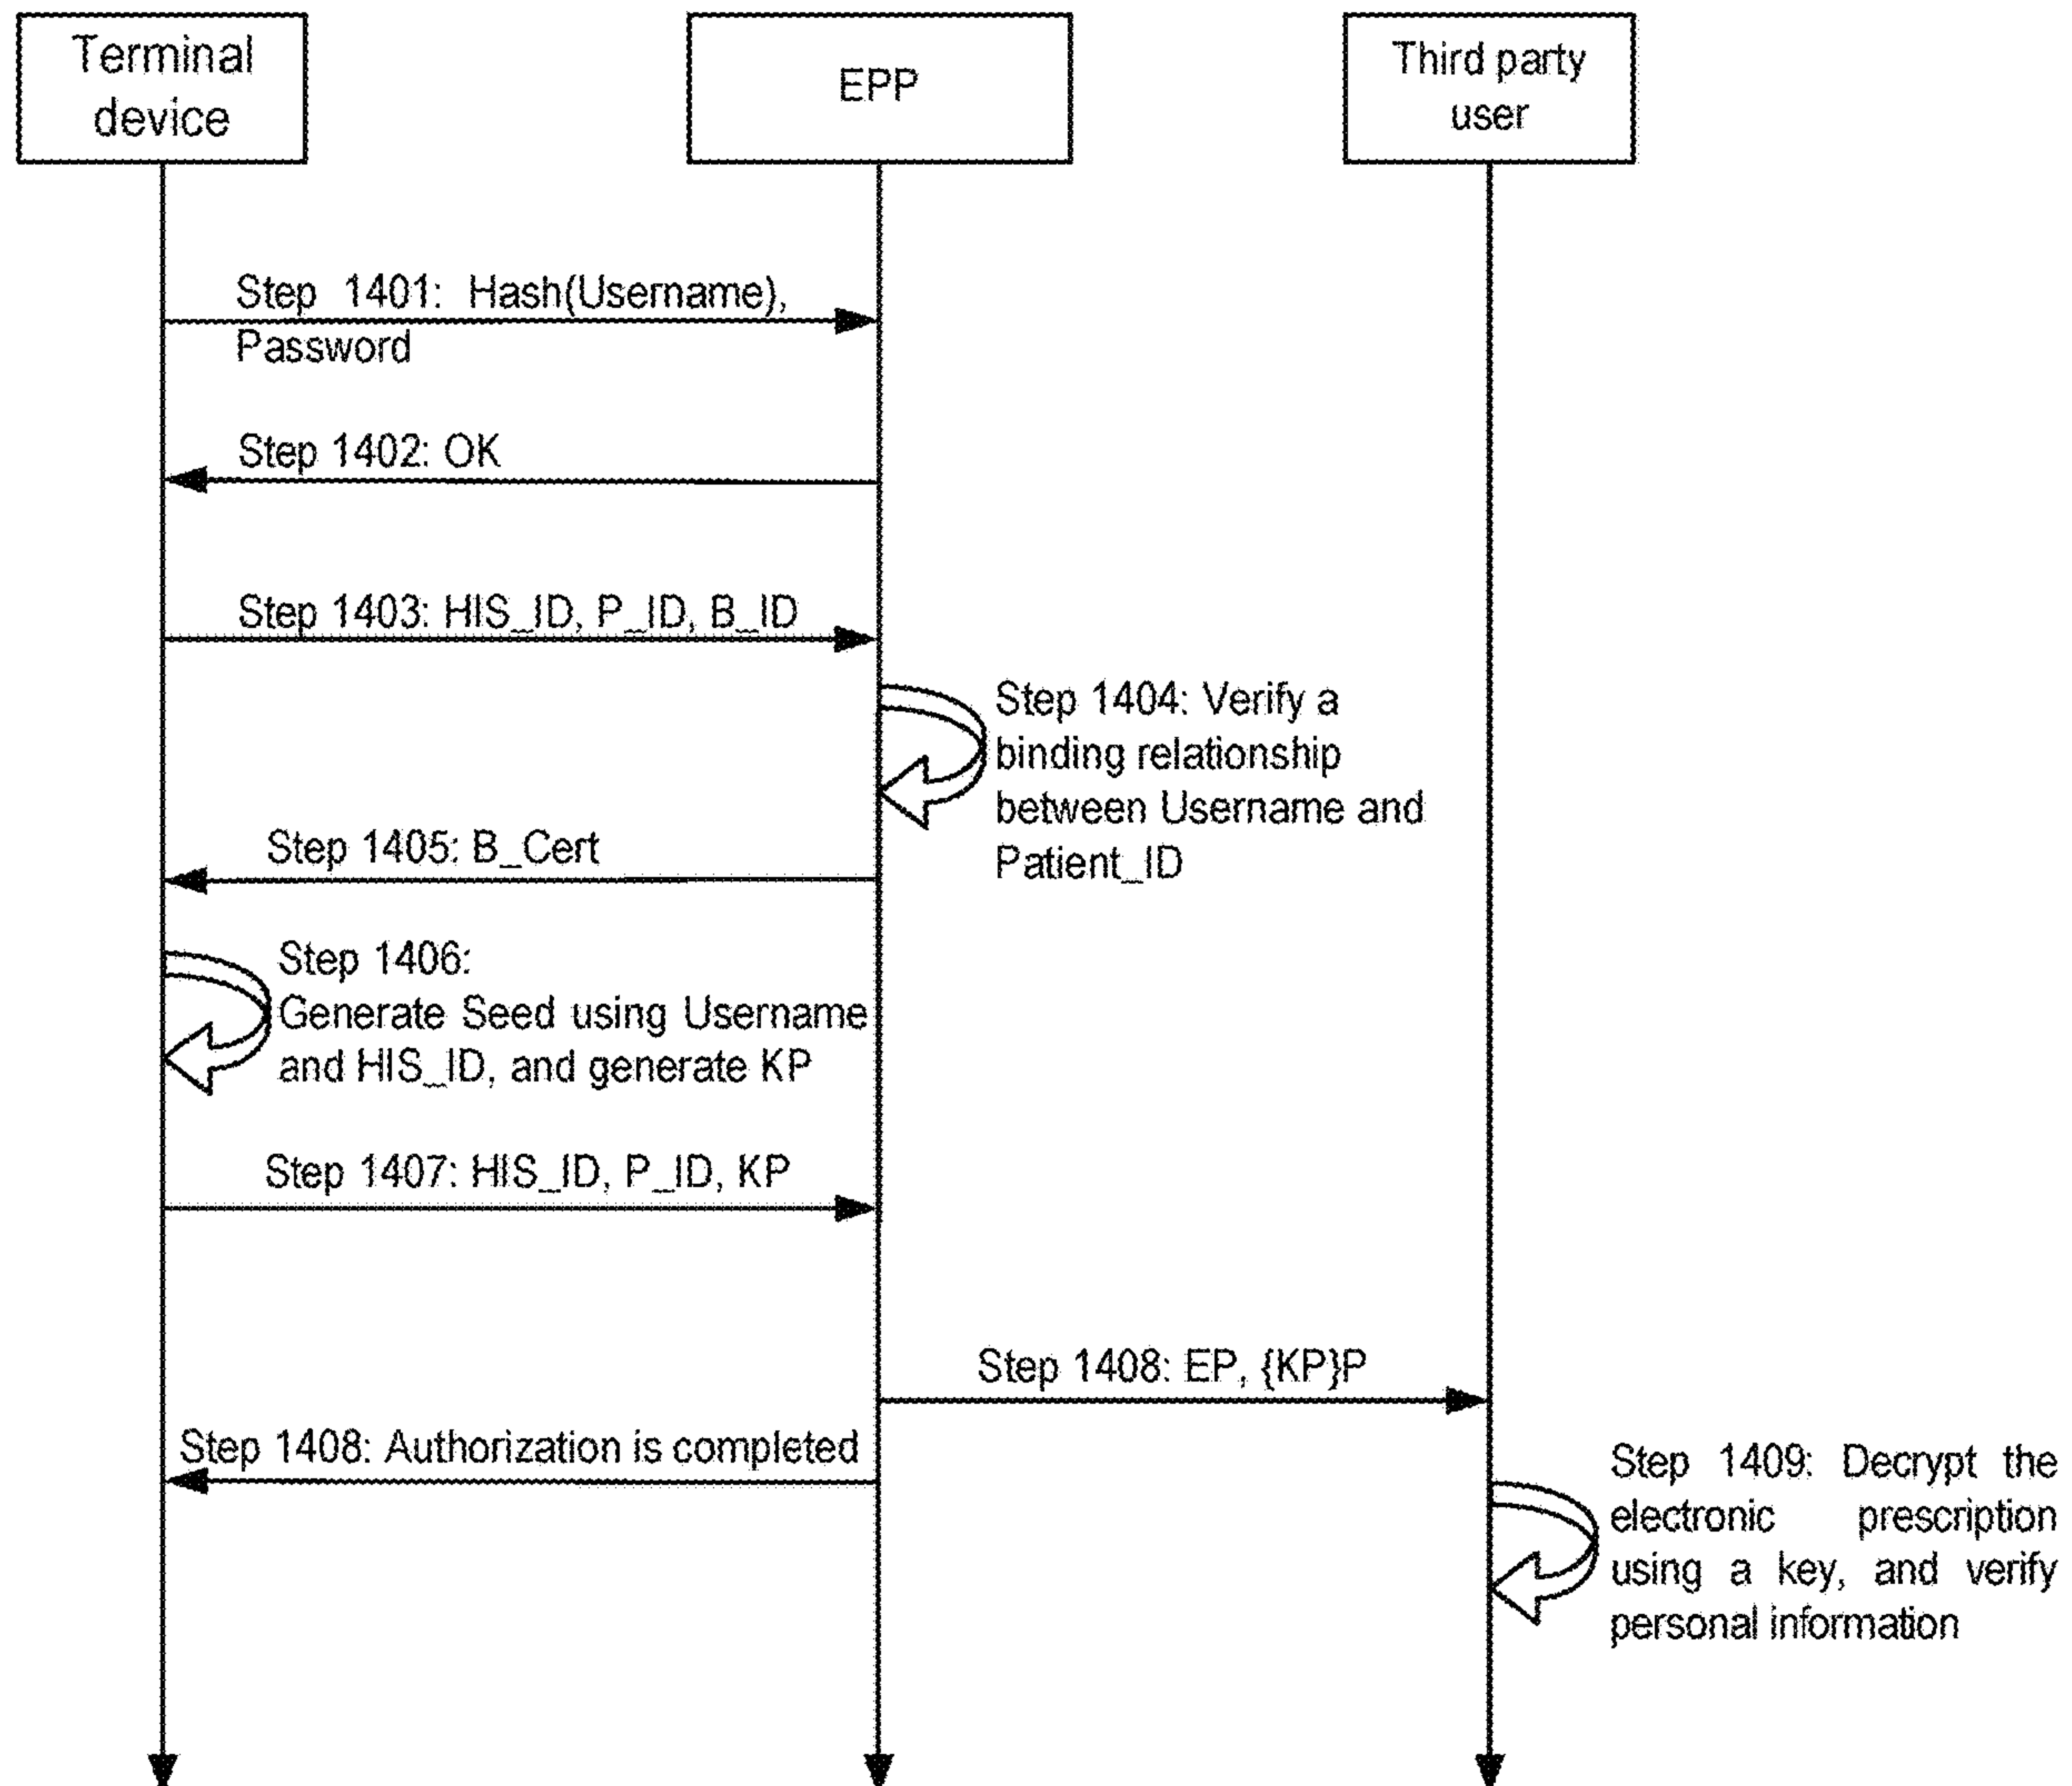 Terminal
device
EPP
Third party
user
Step 1401: Hash(Username),
Password
Step 1402: OK
Step 1403: HIS_ID, P_ID, B_ID
Step 1404: Verify a
binding relationship
between Username and
Patient_ID
Step 1405: B_Cert
Step 1406:
Generate Seed using Username
and HIS_ID, and generate KP
Step 1407: HIS_ID, P_ID, KP
Step 1408: EP, {KP}P
Step 1408: Authorization is completed
Step 1409: Decrypt the
electronic prescription
using a key, and verify
personal information